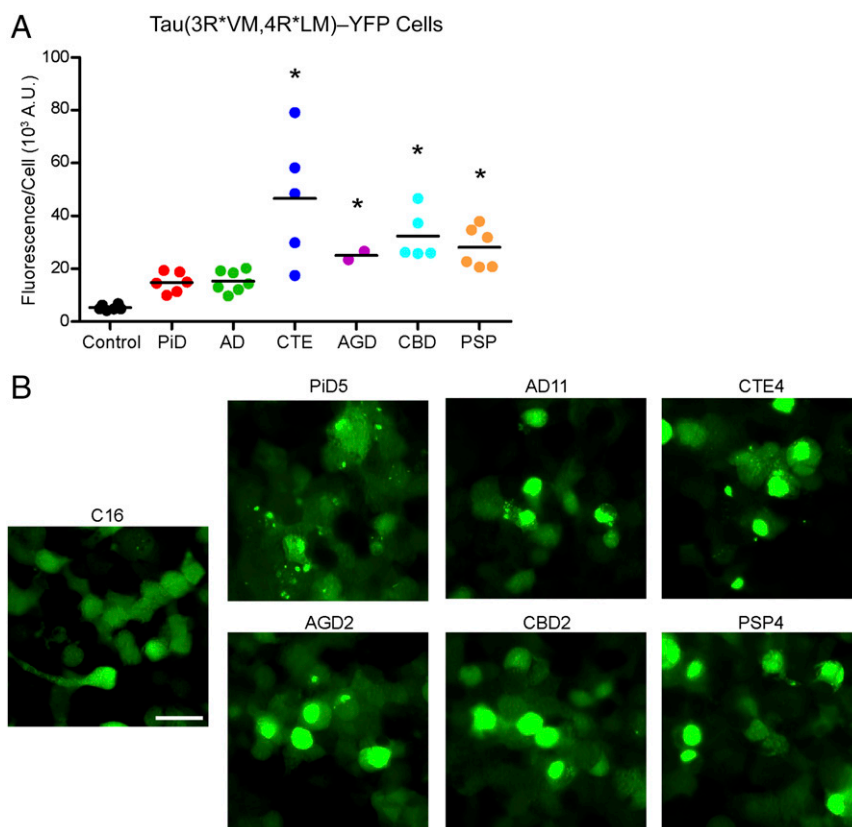 A
Tau(3R*VM,4R*LM)–YFP Cells
Fluorescence/Cell (10³ A.U.)
100
80
60
40
20
0
*
*
*
*
Control PiD AD CTE AGD CBD PSP
B
PiD5 AD11 CTE4
C16
AGD2 CBD2 PSP4